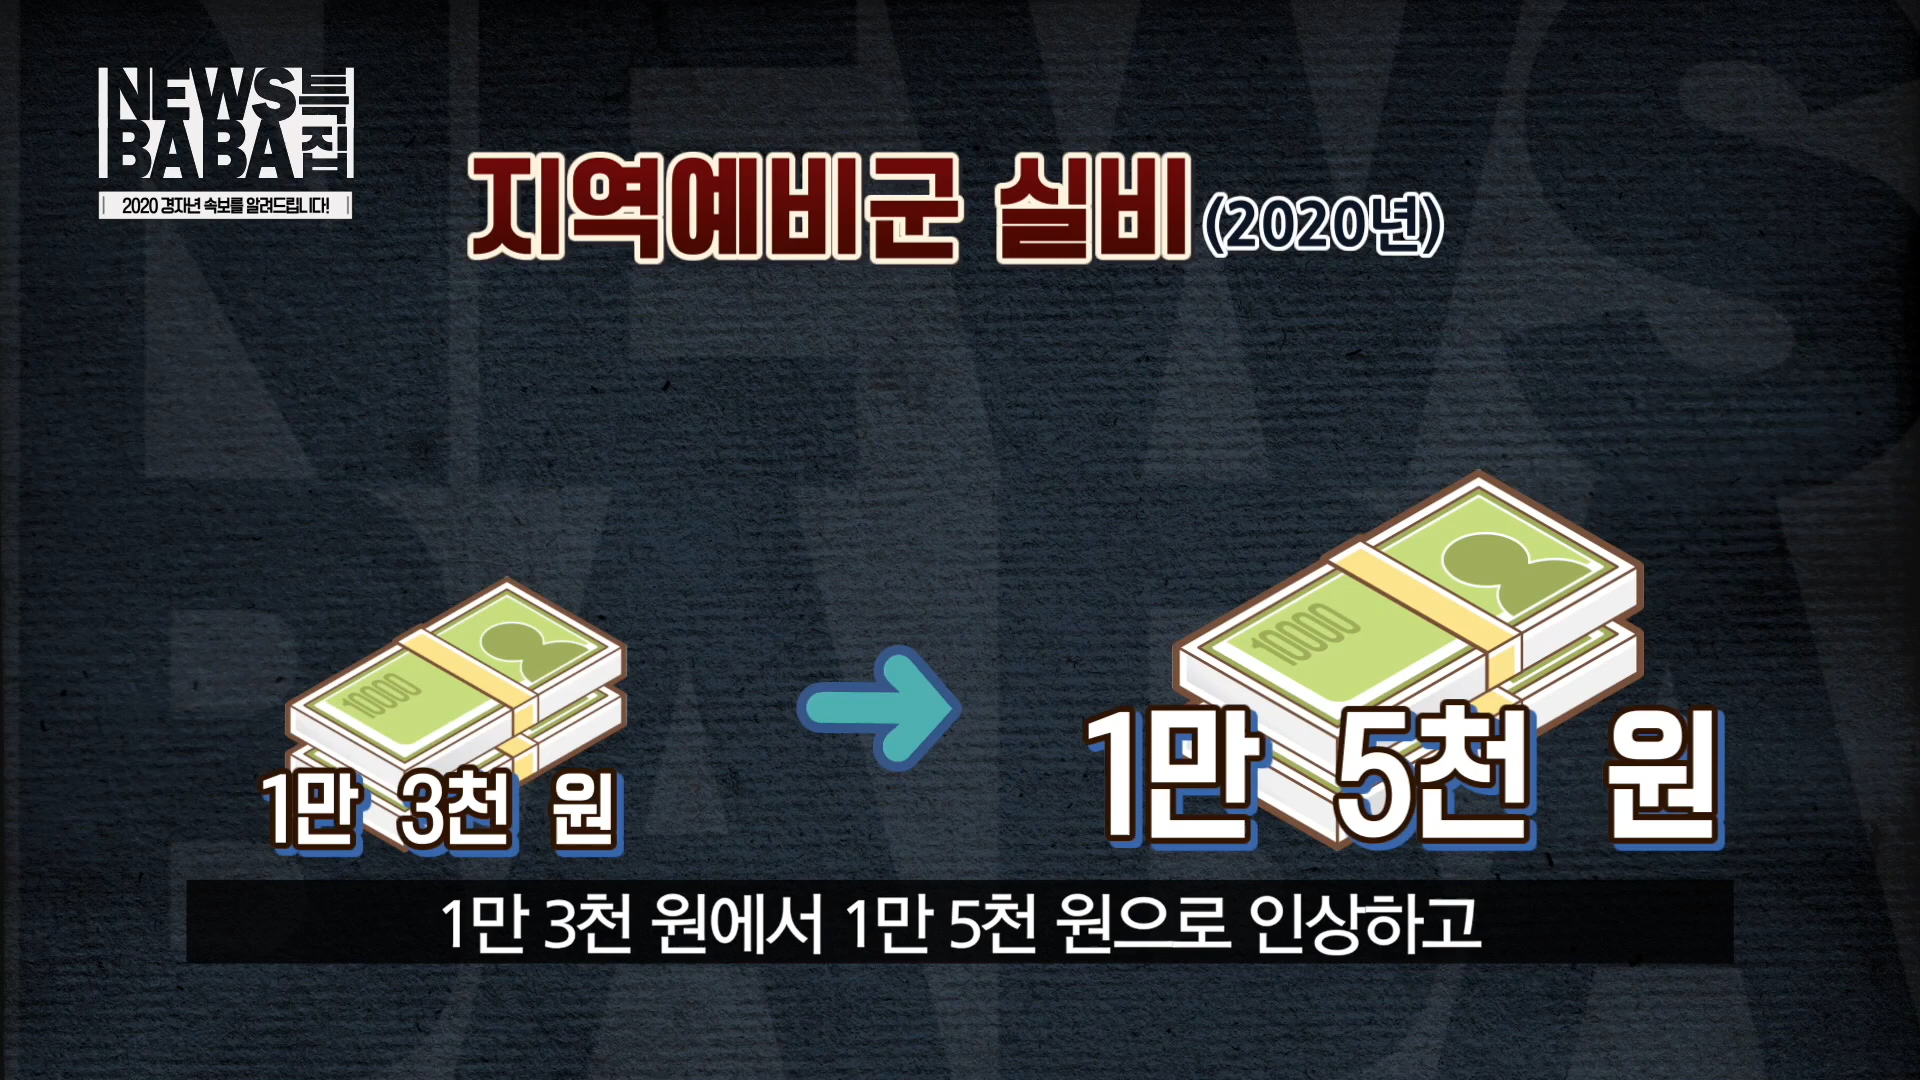 NEWS 특
BABA 집
2020 경자년 속보를 알려드립니다!
지역예비군 실비 (2020년)
10000
10000
1만 3천 원
1만 5천 원
1만 3천 원에서 1만 5천 원으로 인상하고